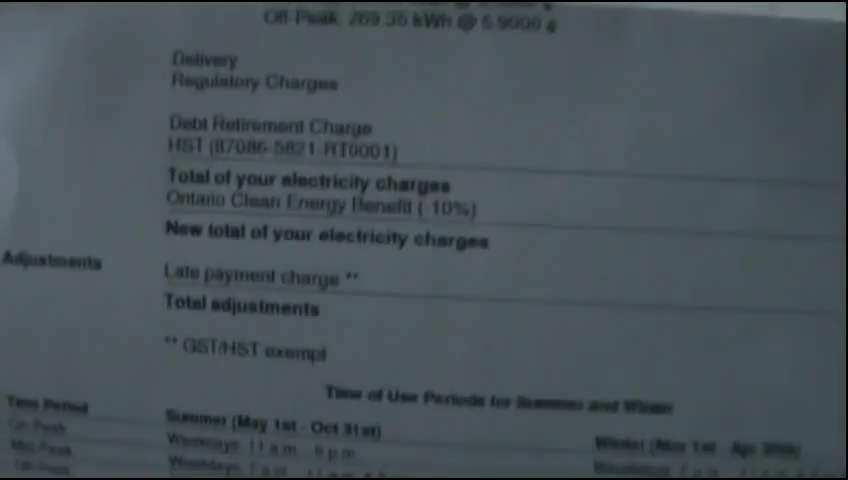 Off-Peak: 269.35 kWh @ 5.9000 ¢
Delivery
Regulatory Charges
Debt Retirement Charge
HST (87086-5821-RT0001)
Total of your electricity charges
Ontario Clean Energy Benefit (-10%)
New total of your electricity charges
Adjustments
Late payment charge **
Total adjustments
** GST/HST exempt
Time of Use Periods for Summer and Winter
Time Period Summer (May 1st - Oct 31st) Winter (Nov 1st - Apr 30th)
On-Peak Weekdays, 11 a.m. - 5 p.m.
Mid-Peak Weekdays, 7 a.m.
Off-Peak